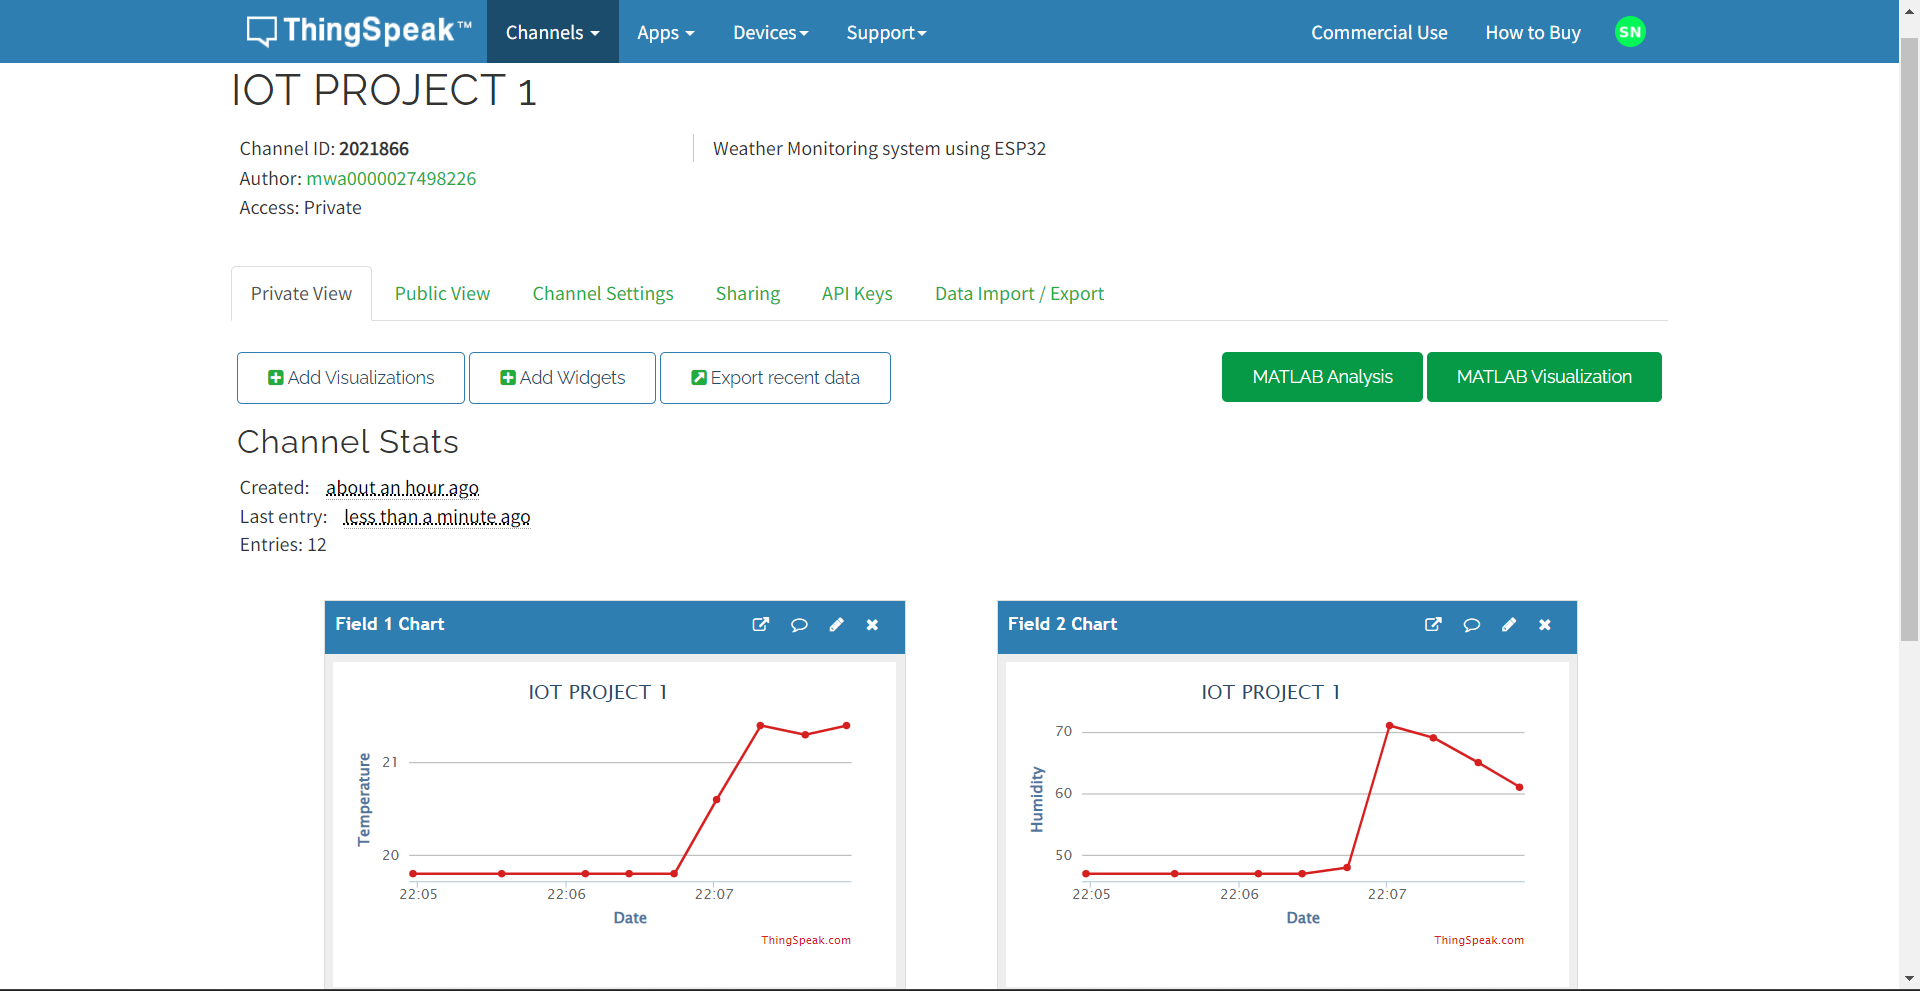 ThingSpeak™ Channels Apps Devices Support Commercial Use How to Buy SN
IOT PROJECT 1
Channel ID: 2021866
Author: mwa0000027498226
Access: Private
Weather Monitoring system using ESP32
Private View Public View Channel Settings Sharing API Keys Data Import / Export
Add Visualizations Add Widgets Export recent data MATLAB Analysis MATLAB Visualization
Channel Stats
Created: about an hour ago
Last entry: less than a minute ago
Entries: 12
Field 1 Chart
IOT PROJECT 1
Temperature
21
20
22:05 22:06 22:07
Date
ThingSpeak.com
Field 2 Chart
IOT PROJECT 1
Humidity
70
60
50
22:05 22:06 22:07
Date
ThingSpeak.com